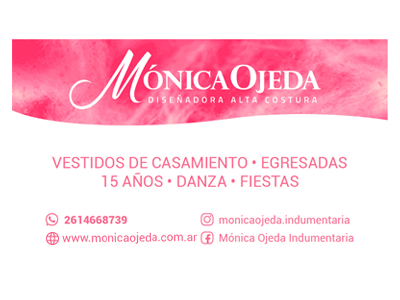 MÓNICA OJEDA
DISEÑADORA ALTA COSTURA
VESTIDOS DE CASAMIENTO • EGRESADAS
15 AÑOS • DANZA • FIESTAS
2614668739
monicaojeda.indumentaria
www.monicaojeda.com.ar
Mónica Ojeda Indumentaria